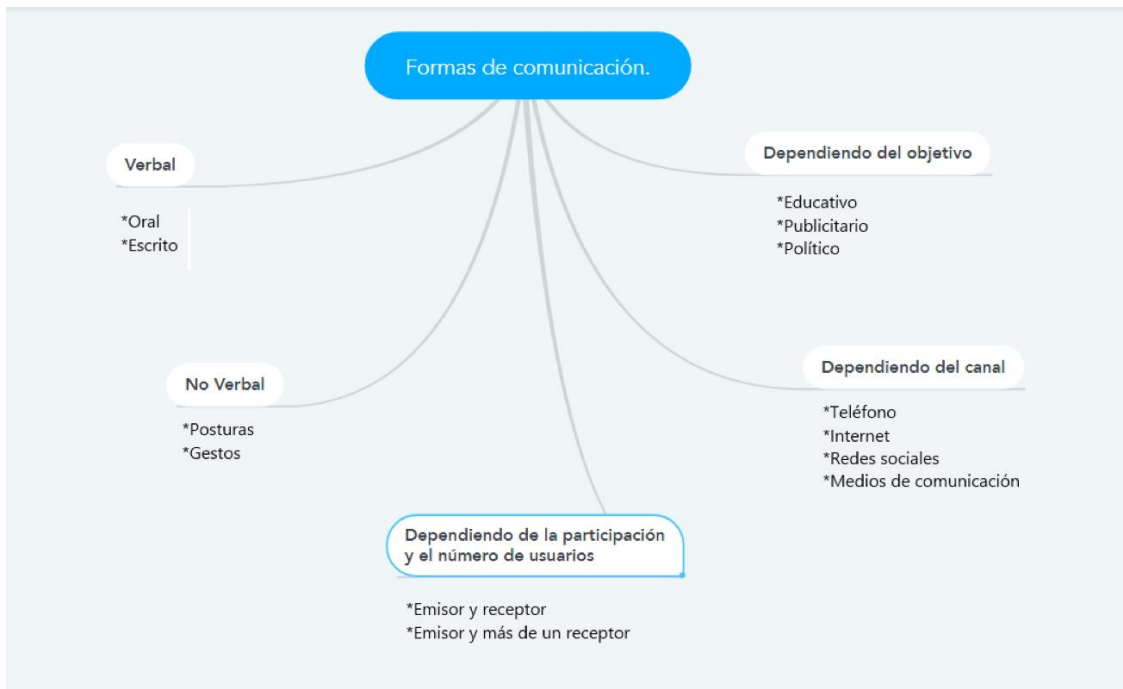 Formas de comunicación.
Verbal
*Oral
*Escrito
No Verbal
*Posturas
*Gestos
Dependiendo de la participación
y el número de usuarios
*Emisor y receptor
*Emisor y más de un receptor
Dependiendo del objetivo
*Educativo
*Publicitario
*Político
Dependiendo del canal
*Teléfono
*Internet
*Redes sociales
*Medios de comunicación